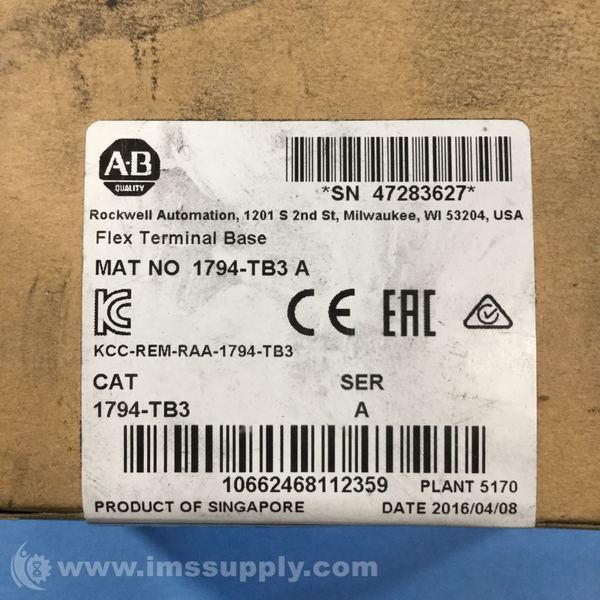 A-B
QUALITY
*SN 47283627*
Rockwell Automation, 1201 S 2nd St, Milwaukee, WI 53204, USA
Flex Terminal Base
MAT NO 1794-TB3 A
KC
CE EAC
KCC-REM-RAA-1794-TB3
CAT SER
1794-TB3 A
10662468112359 PLANT 5170
PRODUCT OF SINGAPORE DATE 2016/04/08
© www.imssupply.com